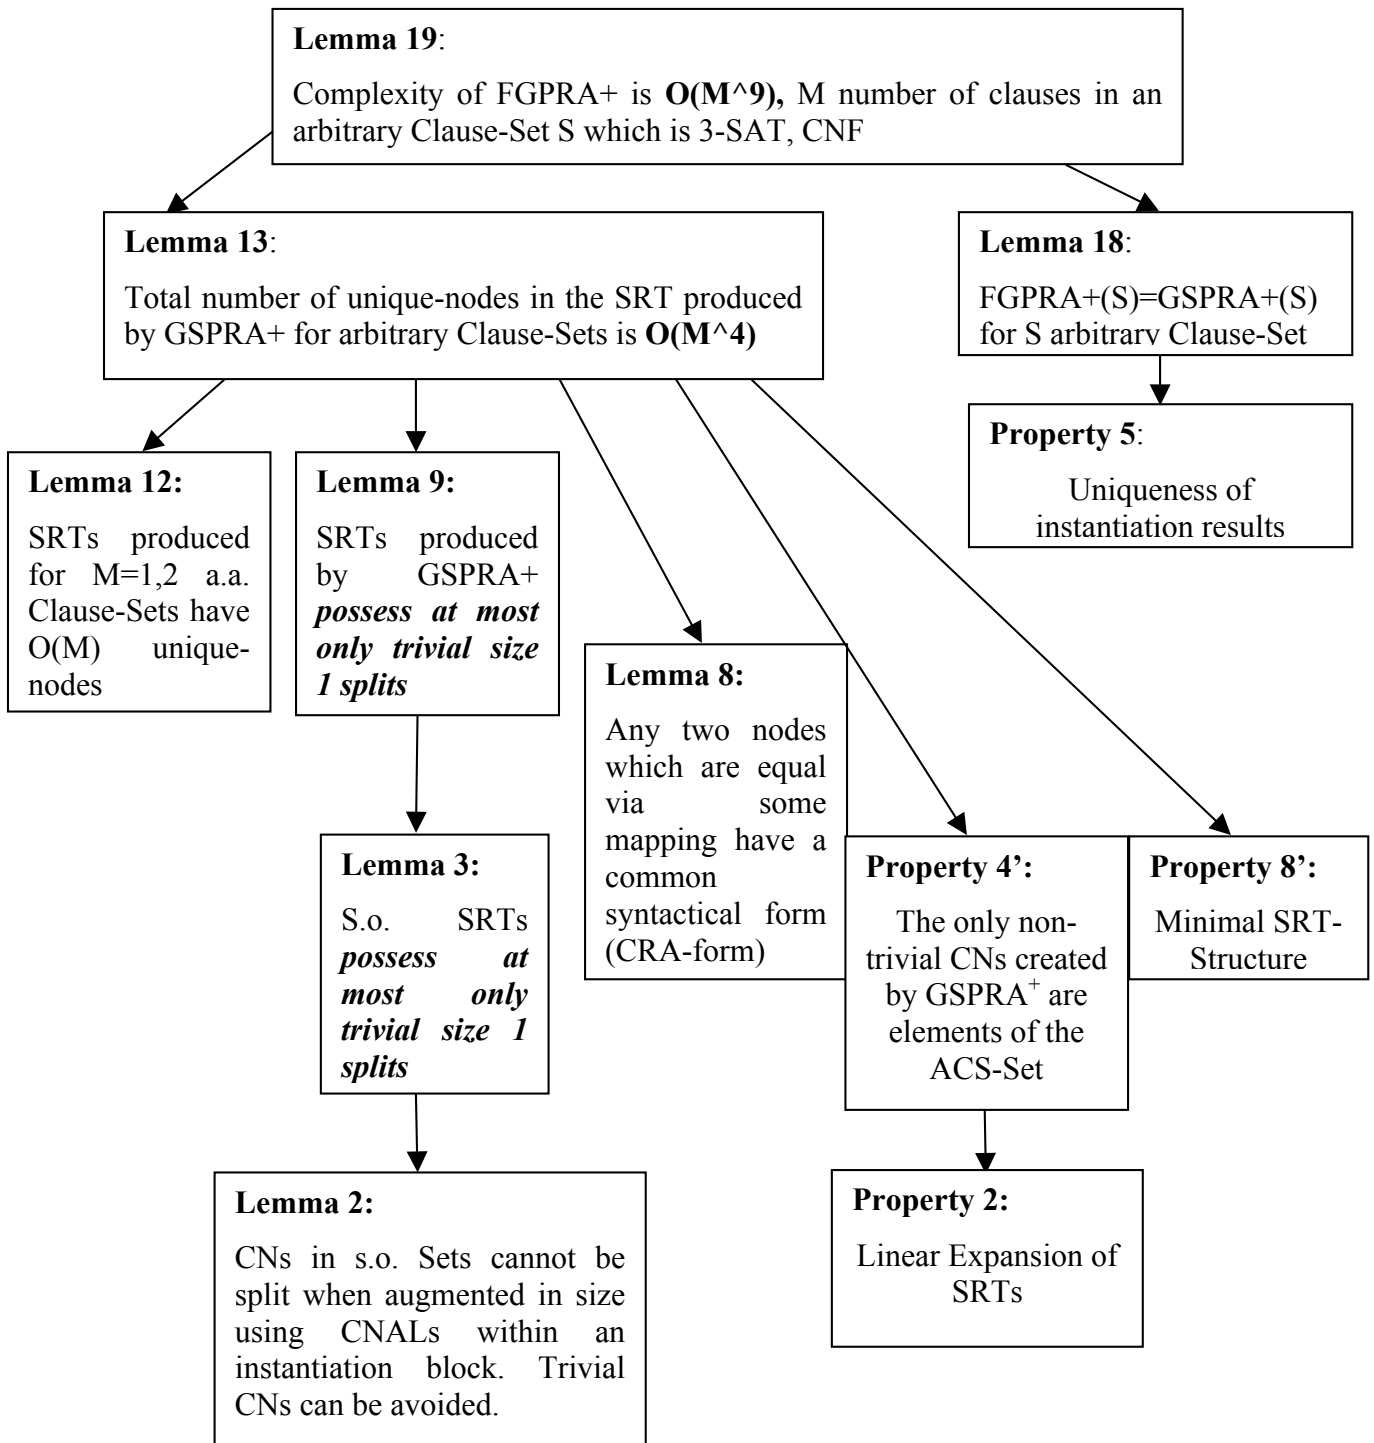 Lemma 19:
Complexity of FGPRA+ is O(M^9), M number of clauses in an
arbitrary Clause-Set S which is 3-SAT, CNF
Lemma 13:
Total number of unique-nodes in the SRT produced
by GSPRA+ for arbitrary Clause-Sets is O(M^4)
Lemma 18:
FGPRA+(S)=GSPRA+(S)
for S arbitrary Clause-Set
Property 5:
Uniqueness of
instantiation results
Lemma 12:
SRTs produced
for M=1,2 a.a.
Clause-Sets have
O(M) unique-
nodes
Lemma 9:
SRTs produced
by GSPRA+
possess at most
only trivial size
1 splits
Lemma 8:
Any two nodes
which are equal
via some
mapping have a
common
syntactical form
(CRA-form)
Lemma 3:
S.o. SRTs
possess at
most only
trivial size 1
splits
Property 4’:
The only non-
trivial CNs created
by GSPRA+ are
elements of the
ACS-Set
Property 8’:
Minimal SRT-
Structure
Lemma 2:
CNs in s.o. Sets cannot be
split when augmented in size
using CNALs within an
instantiation block. Trivial
CNs can be avoided.
Property 2:
Linear Expansion of
SRTs